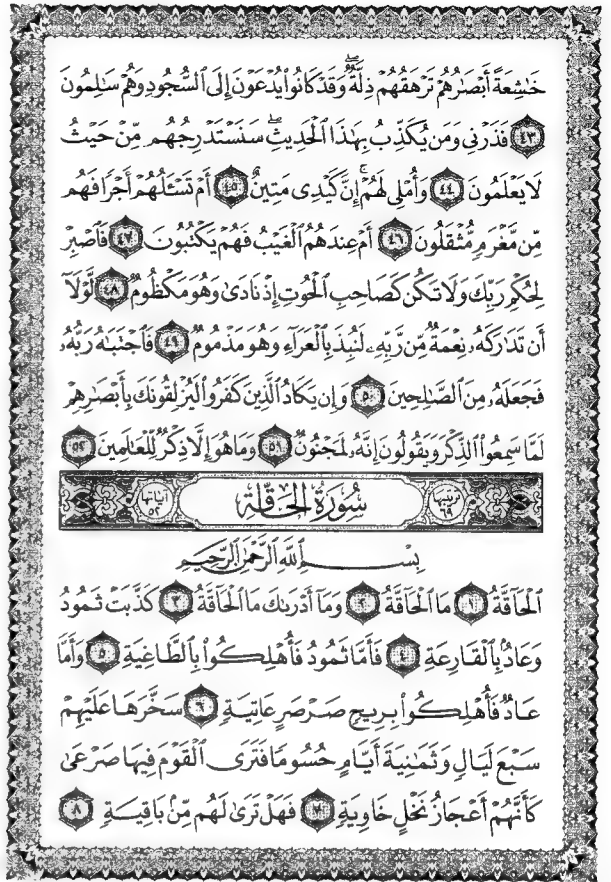 خَٰشِعَةً أَبْصَٰرُهُمْ تَرْهَقُهُمْ ذِلَّةٌۖ وَقَدْ كَانُوا۟ يُدْعَوْنَ إِلَى ٱلسُّجُودِ وَهُمْ سَٰلِمُونَ
٤٣ فَذَرْنِى وَمَن يُكَذِّبُ بِهَٰذَا ٱلْحَدِيثِۖ سَنَسْتَدْرِجُهُم مِّنْ حَيْثُ
لَا يَعْلَمُونَ ٤٤ وَأُمْلِى لَهُمْۚ إِنَّ كَيْدِى مَتِينٌ ٤٥ أَمْ تَسْـَٔلُهُمْ أَجْرًا فَهُم
مِّن مَّغْرَمٍ مُّثْقَلُونَ ٤٦ أَمْ عِندَهُمُ ٱلْغَيْبُ فَهُمْ يَكْتُبُونَ ٤٧ فَٱصْبِرْ
لِحُكْمِ رَبِّكَ وَلَا تَكُن كَصَاحِبِ ٱلْحُوتِ إِذْ نَادَىٰ وَهُوَ مَكْظُومٌ ٤٨ لَّوْلَآ
أَن تَدَٰرَكَهُۥ نِعْمَةٌ مِّن رَّبِّهِۦ لَنُبِذَ بِٱلْعَرَآءِ وَهُوَ مَذْمُومٌ ٤٩ فَٱجْتَبَٰهُ رَبُّهُۥ
فَجَعَلَهُۥ مِنَ ٱلصَّٰلِحِينَ ٥٠ وَإِن يَكَادُ ٱلَّذِينَ كَفَرُوا۟ لَيُزْلِقُونَكَ بِأَبْصَٰرِهِمْ
لَمَّا سَمِعُوا۟ ٱلذِّكْرَ وَيَقُولُونَ إِنَّهُۥ لَمَجْنُونٌ ٥١ وَمَا هُوَ إِلَّا ذِكْرٌ لِّلْعَٰلَمِينَ ٥٢
ترتيبها ٦٩ سُورَةُ الحَاقَّةِ آياتها ٥٢
بِسْمِ ٱللَّهِ ٱلرَّحْمَٰنِ ٱلرَّحِيمِ
ٱلْحَآقَّةُ ١ مَا ٱلْحَآقَّةُ ٢ وَمَآ أَدْرَىٰكَ مَا ٱلْحَآقَّةُ ٣ كَذَّبَتْ ثَمُودُ
وَعَادٌۢ بِٱلْقَارِعَةِ ٤ فَأَمَّا ثَمُودُ فَأُهْلِكُوا۟ بِٱلطَّاغِيَةِ ٥ وَأَمَّا
عَادٌ فَأُهْلِكُوا۟ بِرِيحٍ صَرْصَرٍ عَاتِيَةٍ ٦ سَخَّرَهَا عَلَيْهِمْ
سَبْعَ لَيَالٍ وَثَمَٰنِيَةَ أَيَّامٍ حُسُومًا فَتَرَى ٱلْقَوْمَ فِيهَا صَرْعَىٰ
كَأَنَّهُمْ أَعْجَازُ نَخْلٍ خَاوِيَةٍ ٧ فَهَلْ تَرَىٰ لَهُم مِّنۢ بَاقِيَةٍ ٨